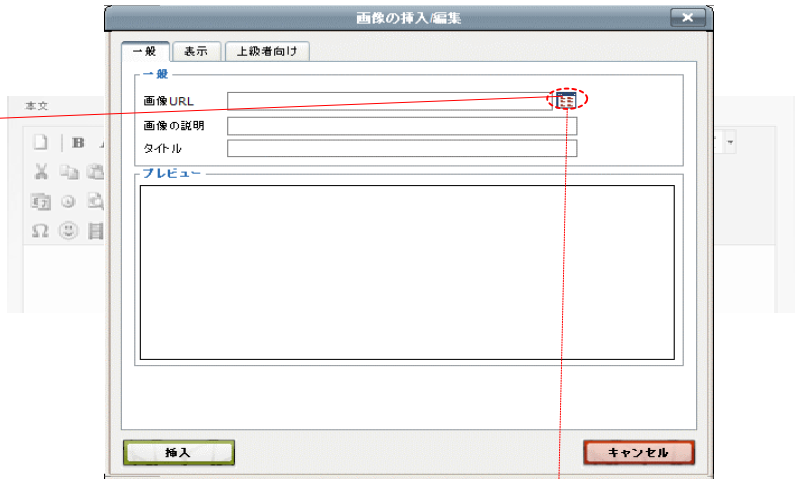 画像の挿入/編集
一般 表示 上級者向け
一般
画像URL
画像の説明
タイトル
プレビュー
挿入 キャンセル
本文
B